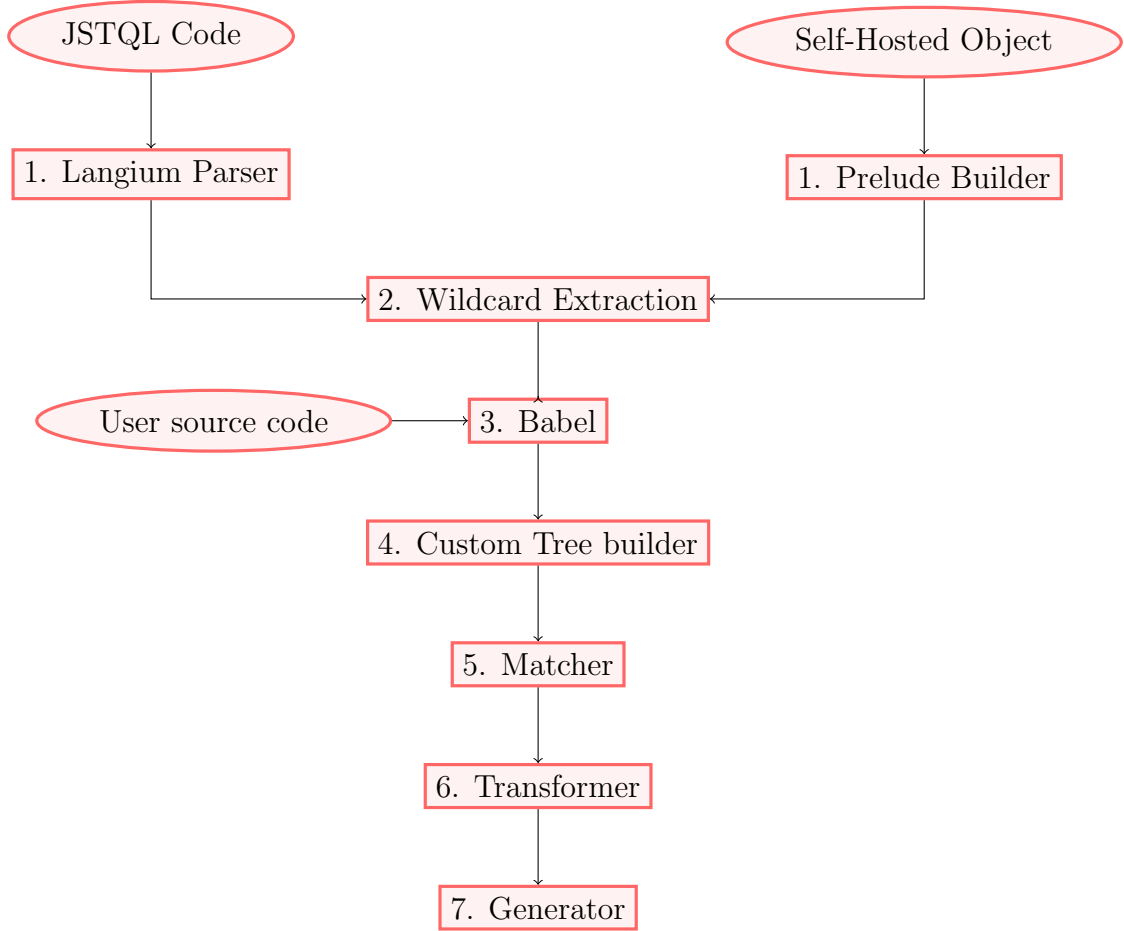 JSTQL Code
Self-Hosted Object
1. Langium Parser
1. Prelude Builder
2. Wildcard Extraction
User source code
3. Babel
4. Custom Tree builder
5. Matcher
6. Transformer
7. Generator